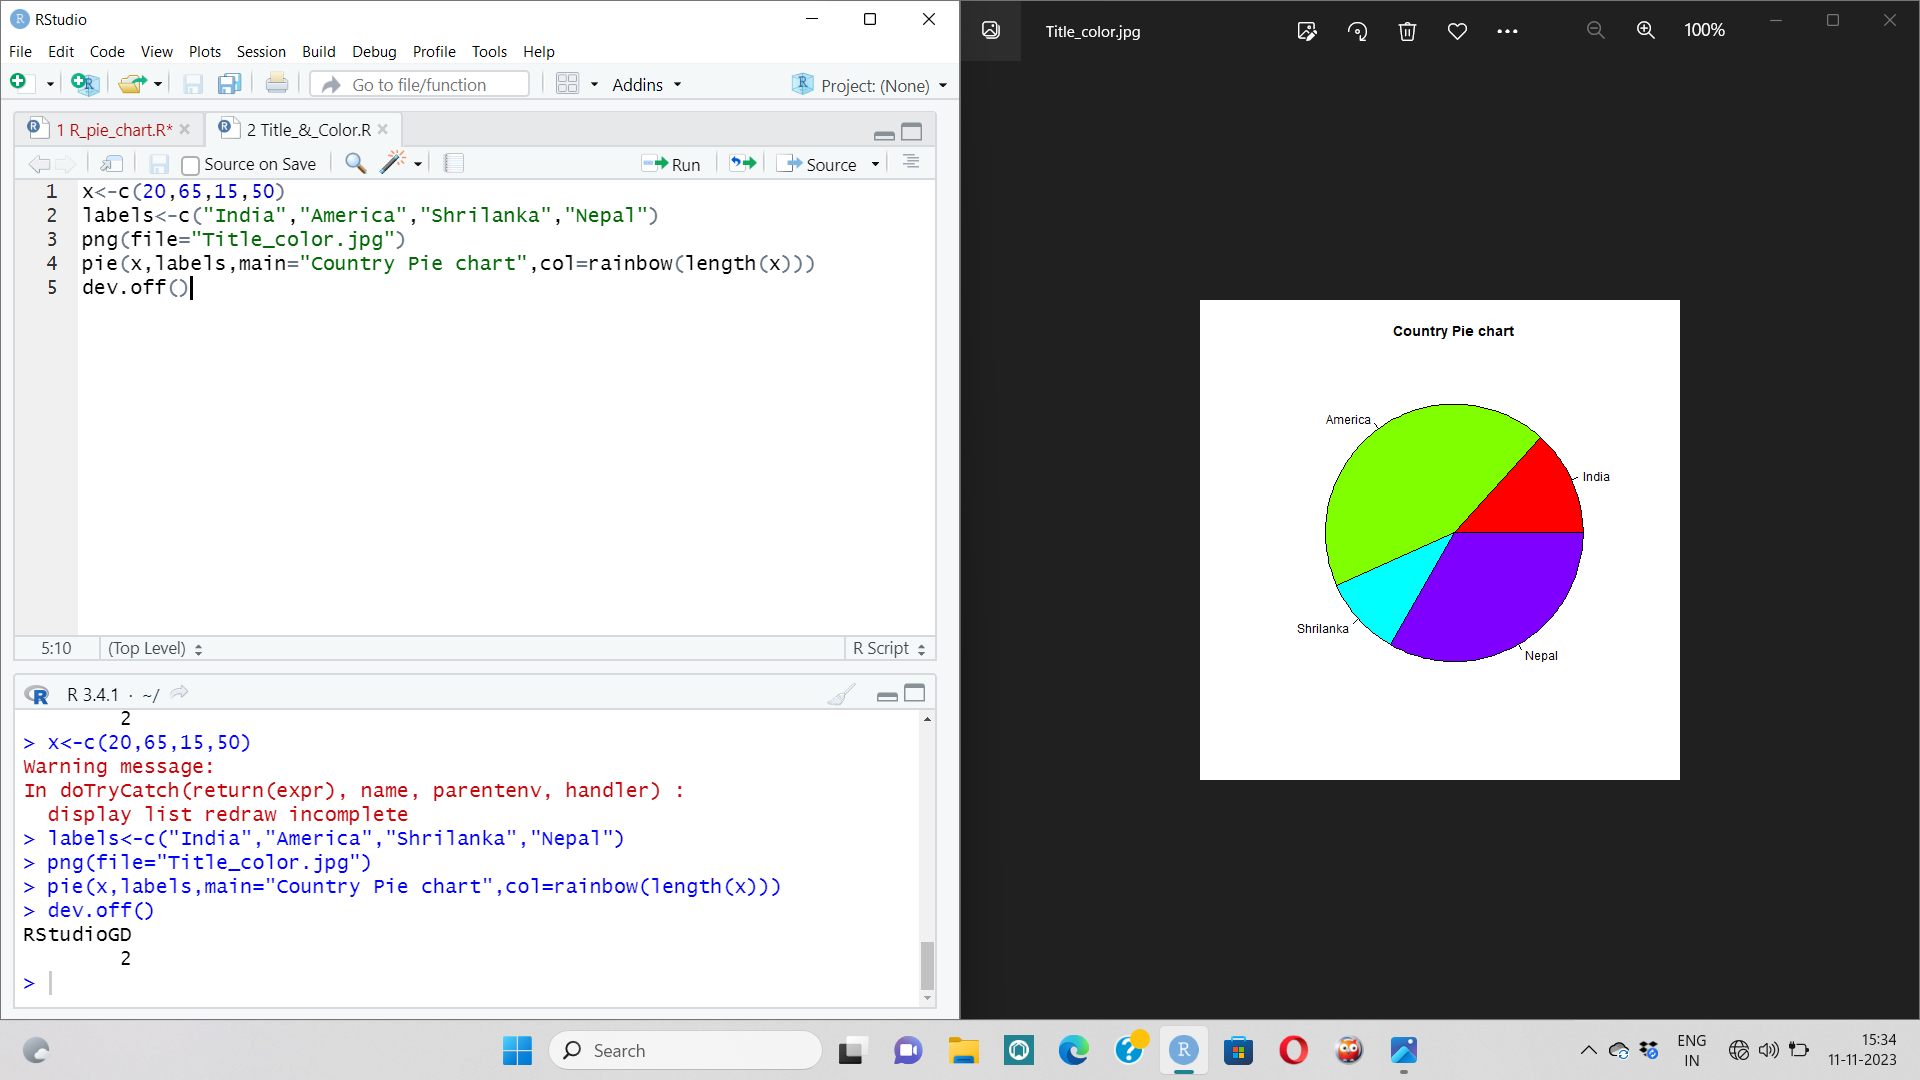 RStudio
File Edit Code View Plots Session Build Debug Profile Tools Help
Go to file/function Addins Project: (None)
1 R_pie_chart.R* 2 Title_&_Color.R
Source on Save Run Source
1 x<-c(20,65,15,50)
2 labels<-c("India","America","Shrilanka","Nepal")
3 png(file="Title_color.jpg")
4 pie(x,labels,main="Country Pie chart",col=rainbow(length(x)))
5 dev.off()
5:10 (Top Level) R Script
R 3.4.1 · ~/
2
> x<-c(20,65,15,50)
Warning message:
In doTryCatch(return(expr), name, parentenv, handler) :
display list redraw incomplete
> labels<-c("India","America","Shrilanka","Nepal")
> png(file="Title_color.jpg")
> pie(x,labels,main="Country Pie chart",col=rainbow(length(x)))
> dev.off()
RStudioGD
2
>
Title_color.jpg 100%
Country Pie chart
America
India
Shrilanka
Nepal
Search
ENG
IN
15:34
11-11-2023